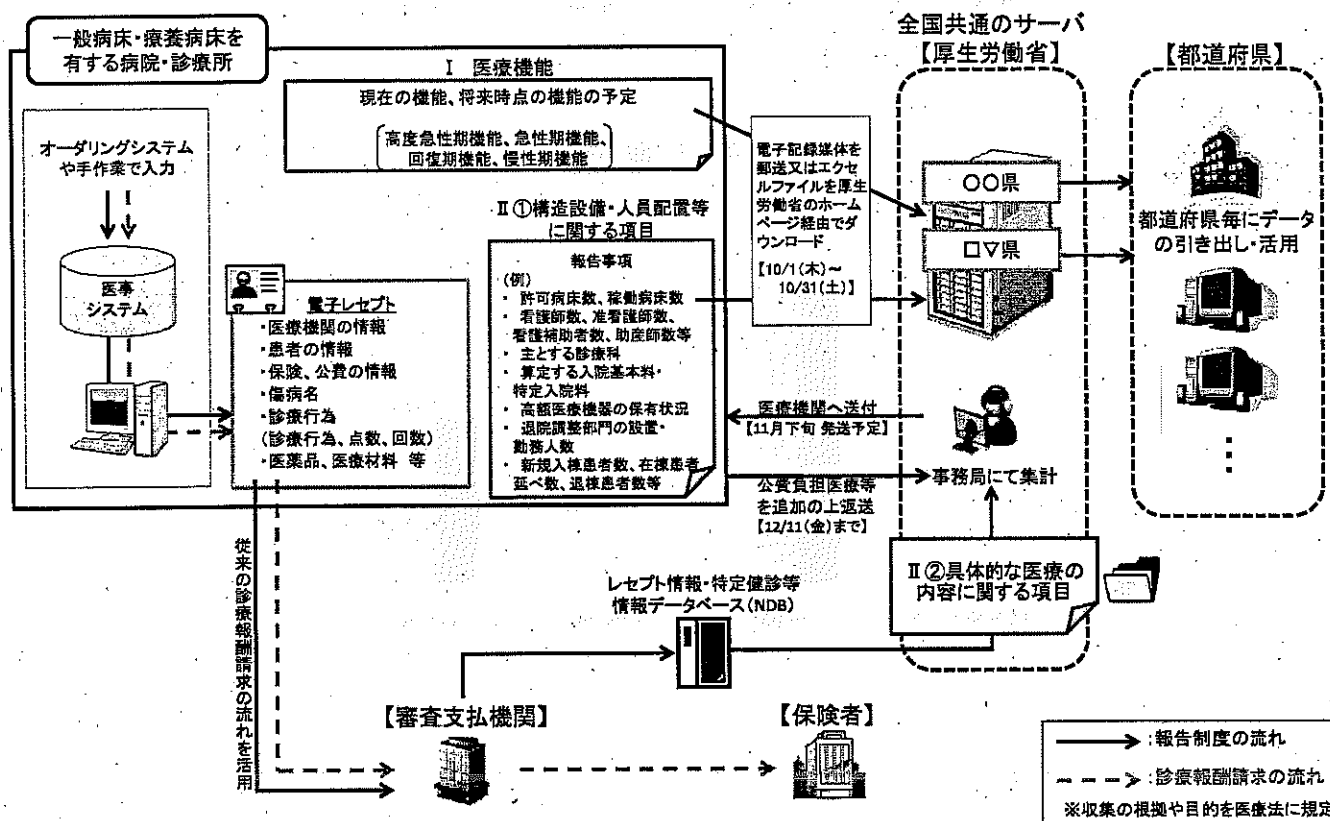 一般病床・療養病床を
有する病院・診療所
Ⅰ 医療機能
現在の機能、将来時点の機能の予定
高度急性期機能、急性期機能、
回復期機能、慢性期機能
オーダリングシステム
や手作業で入力
医事
システム
電子レセプト
・医療機関の情報
・患者の情報
・保険、公費の情報
・傷病名
・診療行為
(診療行為、点数、回数)
・医薬品、医療材料 等
Ⅱ①構造設備・人員配置等
に関する項目
報告事項
(例)
・ 許可病床数、稼働病床数
・ 看護師数、准看護師数、
看護補助者数、助産師数等
・ 主とする診療科
・ 算定する入院基本料・
特定入院料
・ 高額医療機器の保有状況
・ 退院調整部門の設置・
勤務人数
・ 新規入棟患者数、在棟患者
延べ数、退棟患者数等
電子記録媒体を
郵送又はエクセ
ルファイルを厚生
労働省のホーム
ページ経由でダ
ウンロード
【10/1(木)～
10/31(土)】
全国共通のサーバ
【厚生労働省】
○○県
□▽県
【都道府県】
都道府県毎にデータ
の引き出し・活用
医療機関へ送付
【11月下旬 発送予定】
公費負担医療等
を追加の上返送
【12/11(金)まで】
事務局にて集計
Ⅱ②具体的な医療の
内容に関する項目
レセプト情報・特定健診等
情報データベース(NDB)
従来の診療報酬請求の流れを活用
【審査支払機関】
【保険者】
:報告制度の流れ
:診療報酬請求の流れ
※収集の根拠や目的を医療法に規定